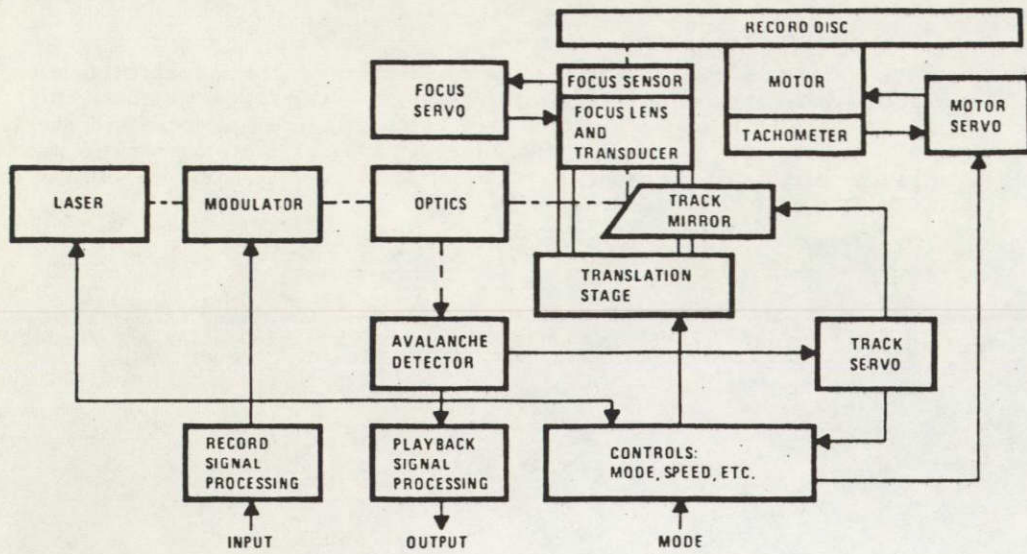 RECORD DISC
FOCUS
SERVO
FOCUS SENSOR
FOCUS LENS
AND
TRANSDUCER
MOTOR
TACHOMETER
MOTOR
SERVO
LASER
MODULATOR
OPTICS
TRACK
MIRROR
TRANSLATION
STAGE
AVALANCHE
DETECTOR
TRACK
SERVO
RECORD
SIGNAL
PROCESSING
PLAYBACK
SIGNAL
PROCESSING
CONTROLS:
MODE, SPEED, ETC.
INPUT
OUTPUT
MODE